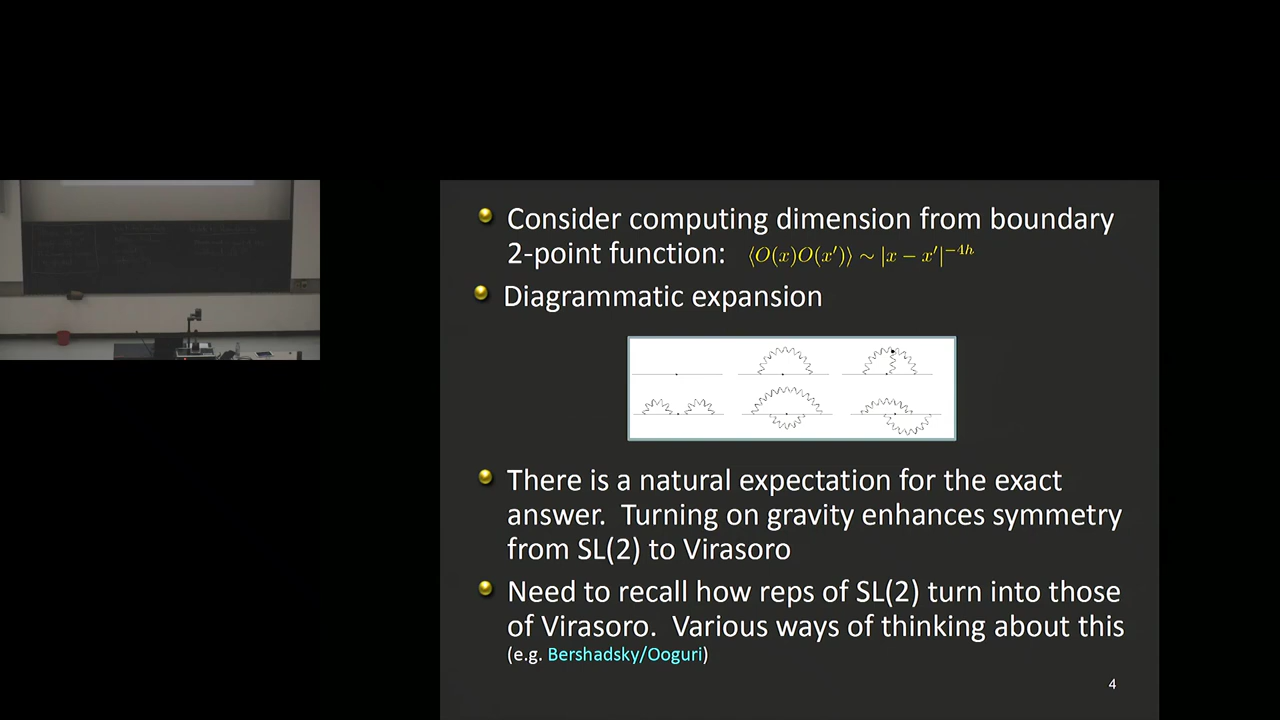 Consider computing dimension from boundary
2-point function: ⟨O(x)O(x′)⟩ ∼ |x − x′|^{−4h}
Diagrammatic expansion
There is a natural expectation for the exact
answer. Turning on gravity enhances symmetry
from SL(2) to Virasoro
Need to recall how reps of SL(2) turn into those
of Virasoro. Various ways of thinking about this
(e.g. Bershadsky/Ooguri)
4